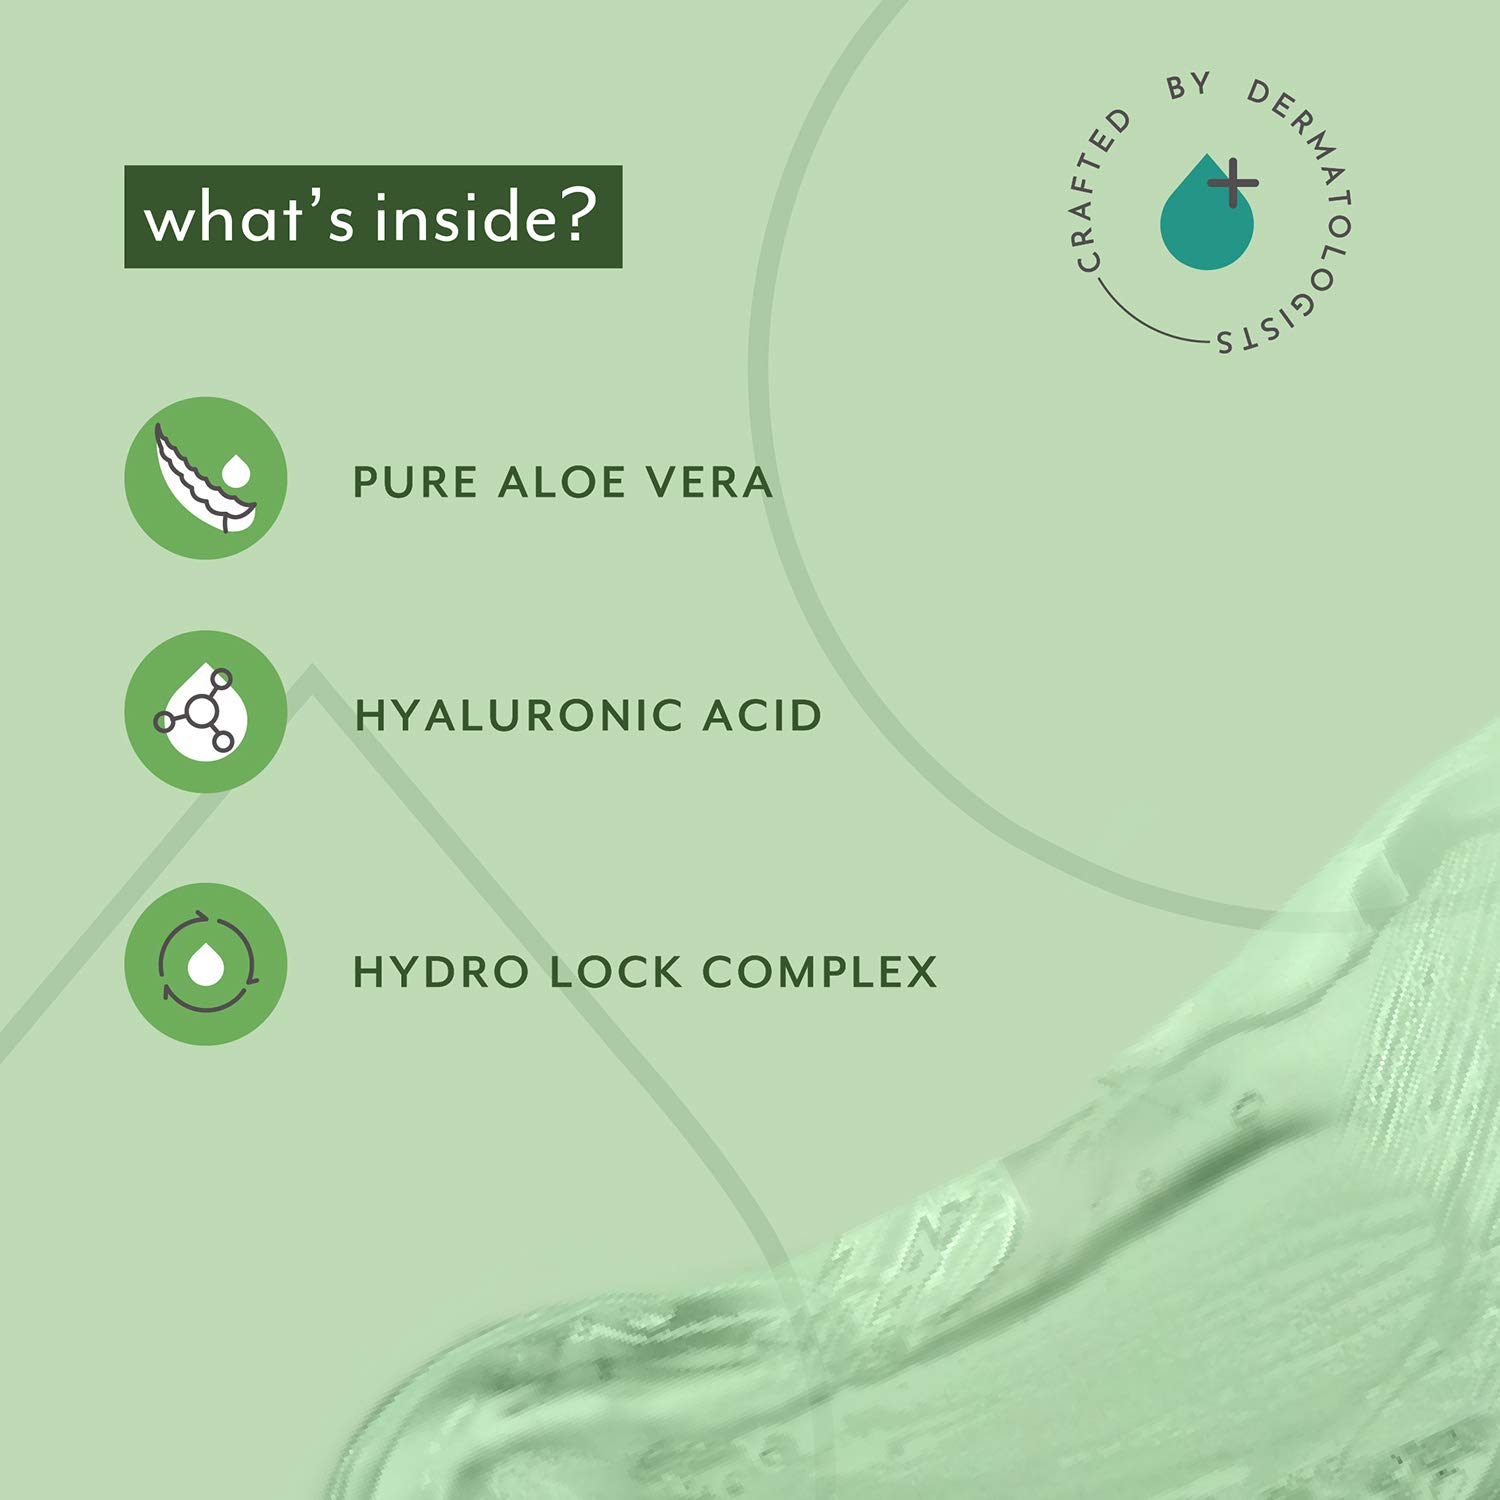 CRAFTED BY DERMATOLOGISTS
what's inside?
PURE ALOE VERA
HYALURONIC ACID
HYDRO LOCK COMPLEX